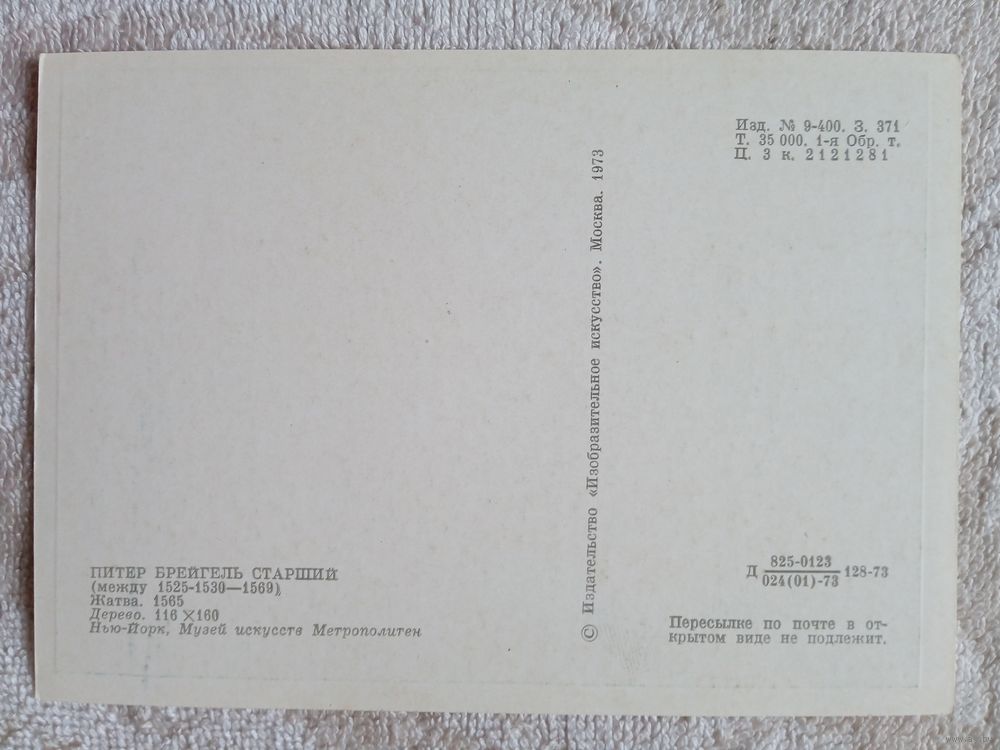 Изд. № 9-400. З. 371
Т. 35 000. 1-я Обр. т.
Ц. 3 к. 2121281
© Издательство «Изобразительное искусство». Москва. 1973
ПИТЕР БРЕЙГЕЛЬ СТАРШИЙ
(между 1525-1530—1569)
Жатва. 1565
Дерево. 116×160
Нью-Йорк, Музей искусств Метрополитен
Д 825-0123 128-73
024(01)-73
Пересылке по почте в от-
крытом виде не подлежит.